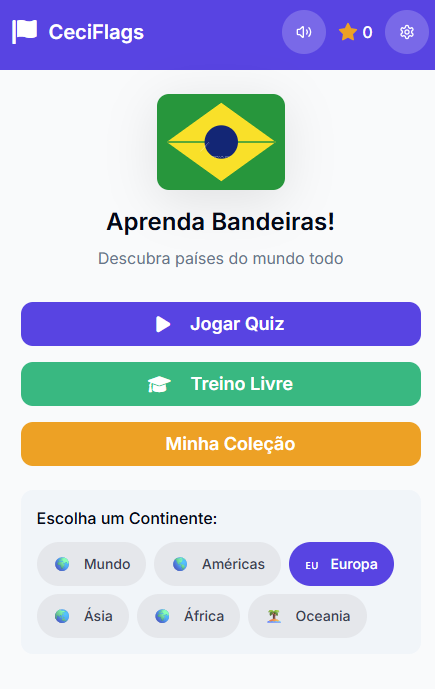 CeciFlags
0
Aprenda Bandeiras!
Descubra países do mundo todo
Jogar Quiz
Treino Livre
Minha Coleção
Escolha um Continente:
Mundo Américas EU Europa
Ásia África Oceania